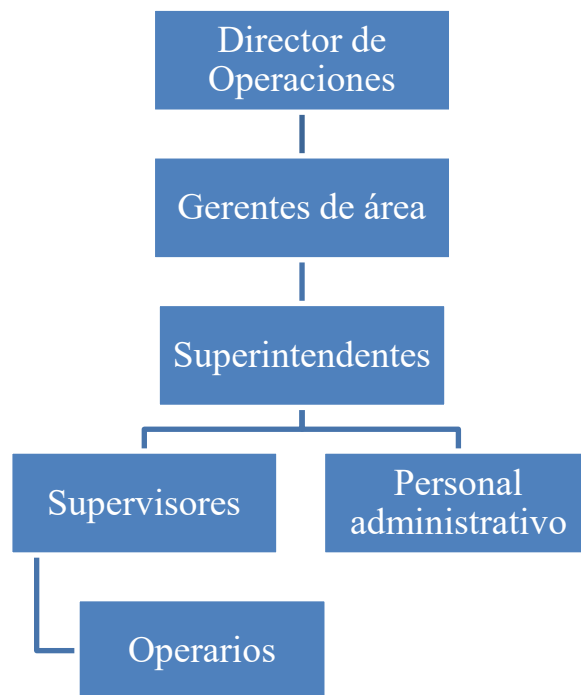 Director de
Operaciones
Gerentes de área
Superintendentes
Supervisores
Personal
administrativo
Operarios